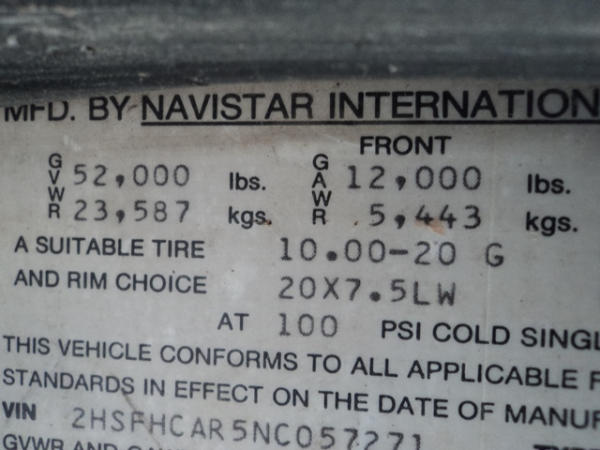 MFD. BY NAVISTAR INTERNATION
FRONT
GVWR 52,000 lbs. GAWR 12,000 lbs.
23,587 kgs. 5,443 kgs.
A SUITABLE TIRE 10.00-20 G
AND RIM CHOICE 20X7.5LW
AT 100 PSI COLD SINGL
THIS VEHICLE CONFORMS TO ALL APPLICABLE F
STANDARDS IN EFFECT ON THE DATE OF MANUF
VIN 2HSFHCAR5NC057271
GVWR AND